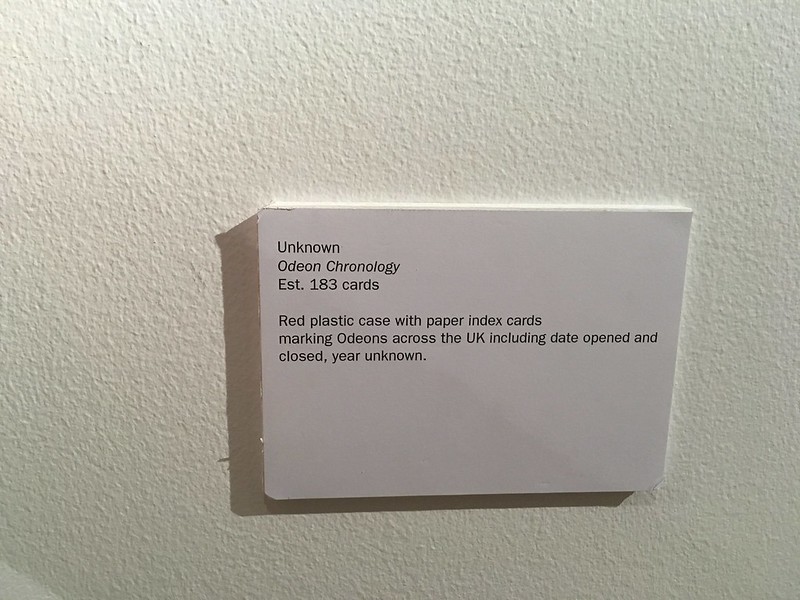 Unknown
Odeon Chronology
Est. 183 cards
Red plastic case with paper index cards
marking Odeons across the UK including date opened and
closed, year unknown.